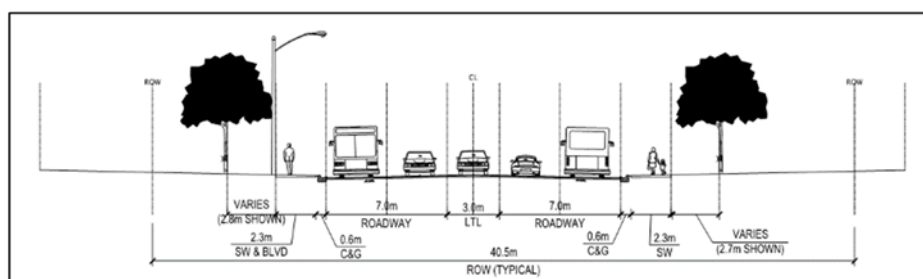 ROW
CL
ROW
VARIES
(2.8m SHOWN)
7.0m
ROADWAY
3.0m
LTL
7.0m
ROADWAY
VARIES
(2.7m SHOWN)
2.3m
SW & BLVD
0.6m
C&G
0.6m
C&G
2.3m
SW
40.5m
ROW (TYPICAL)